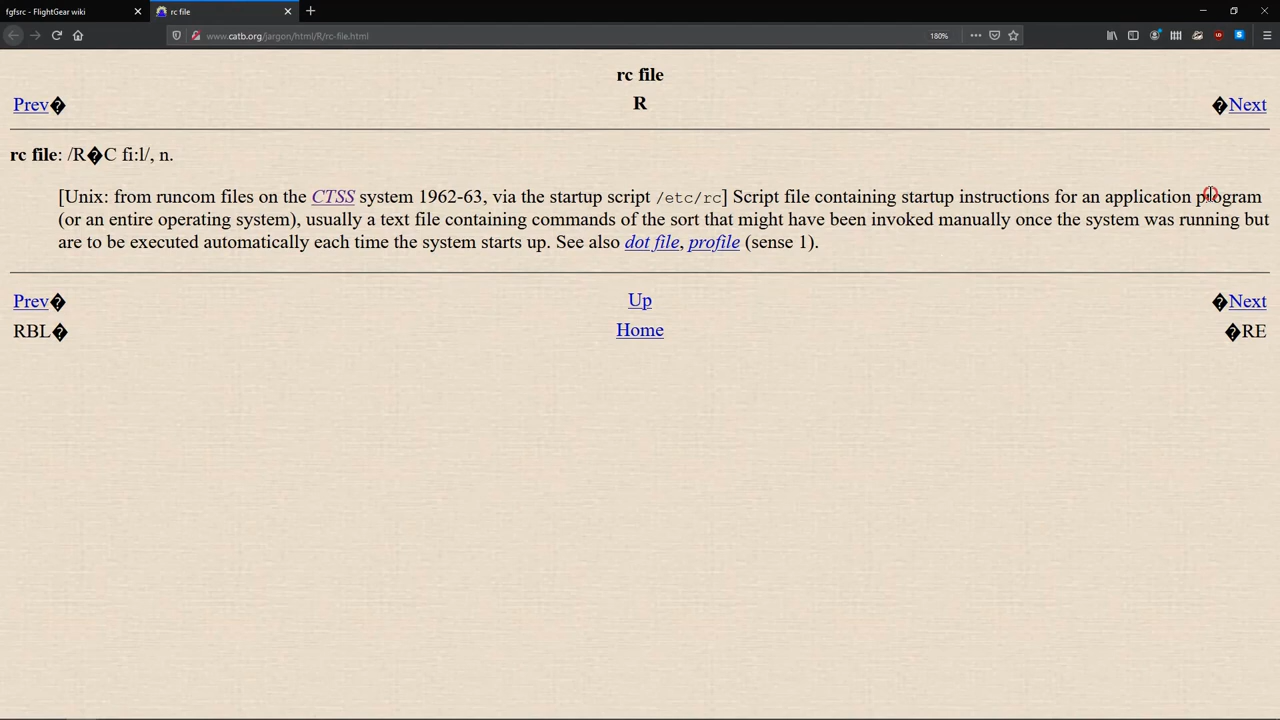 fgfsrc - FlightGear wiki
rc file
www.catb.org/jargon/html/R/rc-file.html
180%
rc file
Prev�
R
�Next
rc file: /R�C fi:l/, n.
[Unix: from runcom files on the CTSS system 1962-63, via the startup script /etc/rc] Script file containing startup instructions for an application program
(or an entire operating system), usually a text file containing commands of the sort that might have been invoked manually once the system was running but
are to be executed automatically each time the system starts up. See also dot file, profile (sense 1).
Prev�
Up
�Next
RBL�
Home
�RE